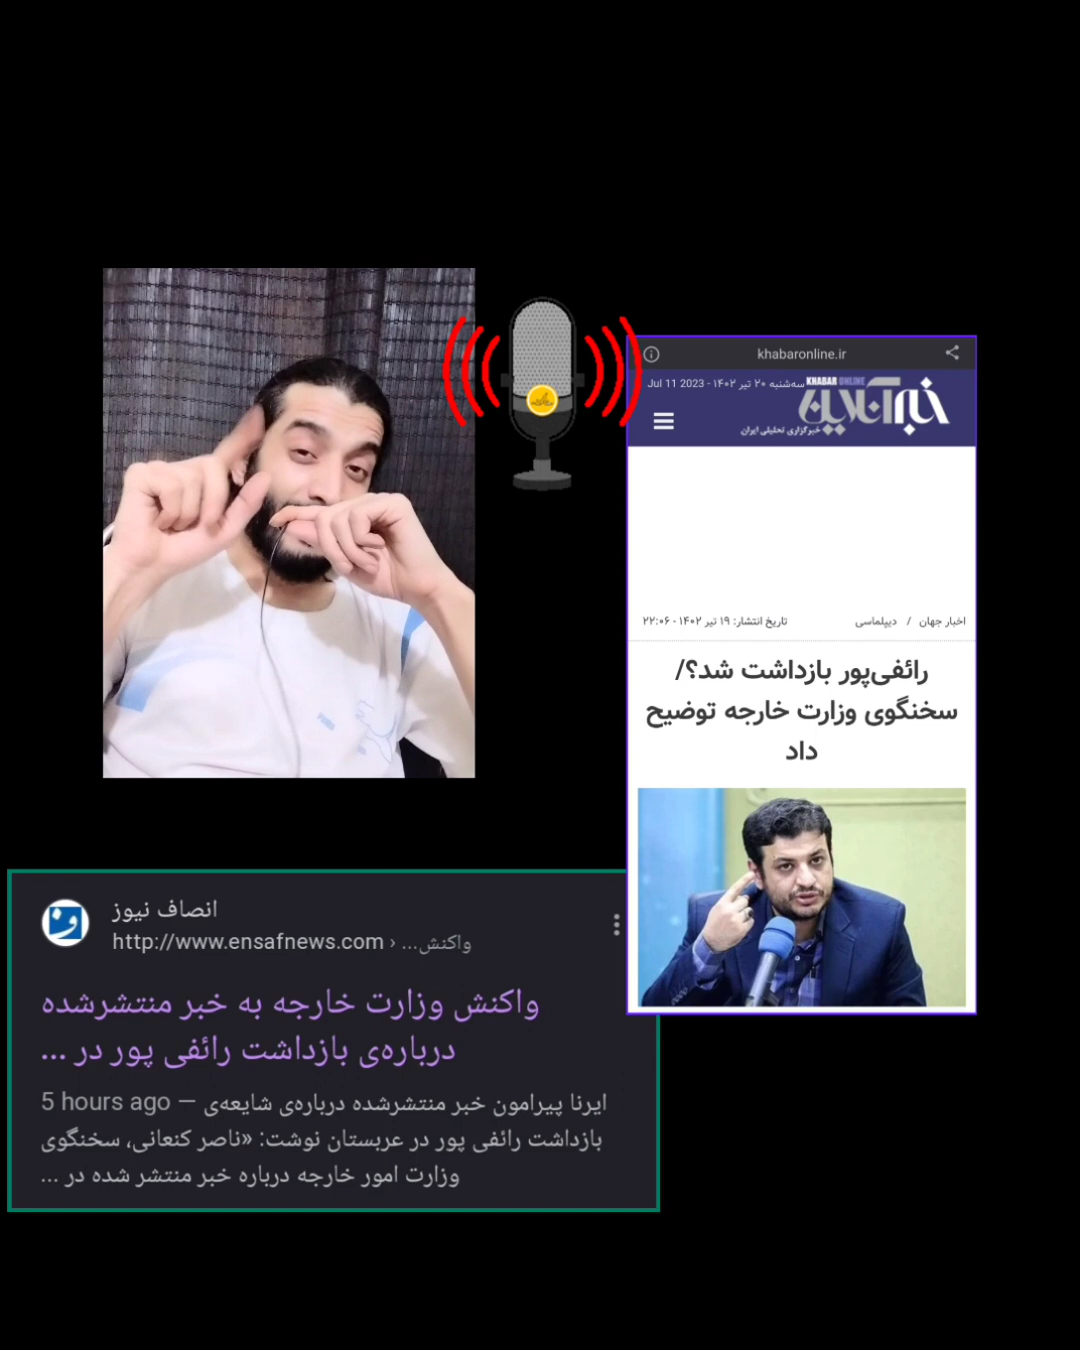 khabaronline.ir
سه‌شنبه ۲۰ تیر ۱۴۰۲ - Jul 11 2023
KHABAR ONLINE
خبرآنلاین
خبرگزاری تحلیلی ایران
اخبار جهان / دیپلماسی
تاریخ انتشار: ۱۹ تیر ۱۴۰۲ - ۲۲:۰۶
رائفی‌پور بازداشت شد؟/
سخنگوی وزارت خارجه توضیح
داد
انصاف نیوز
http://www.ensafnews.com › واکنش...
واکنش وزارت خارجه به خبر منتشرشده
درباره‌ی بازداشت رائفی پور در ...
5 hours ago — ایرنا پیرامون خبر منتشرشده درباره‌ی شایعه‌ی
بازداشت رائفی پور در عربستان نوشت: «ناصر کنعانی، سخنگوی
وزارت امور خارجه درباره خبر منتشر شده در ...